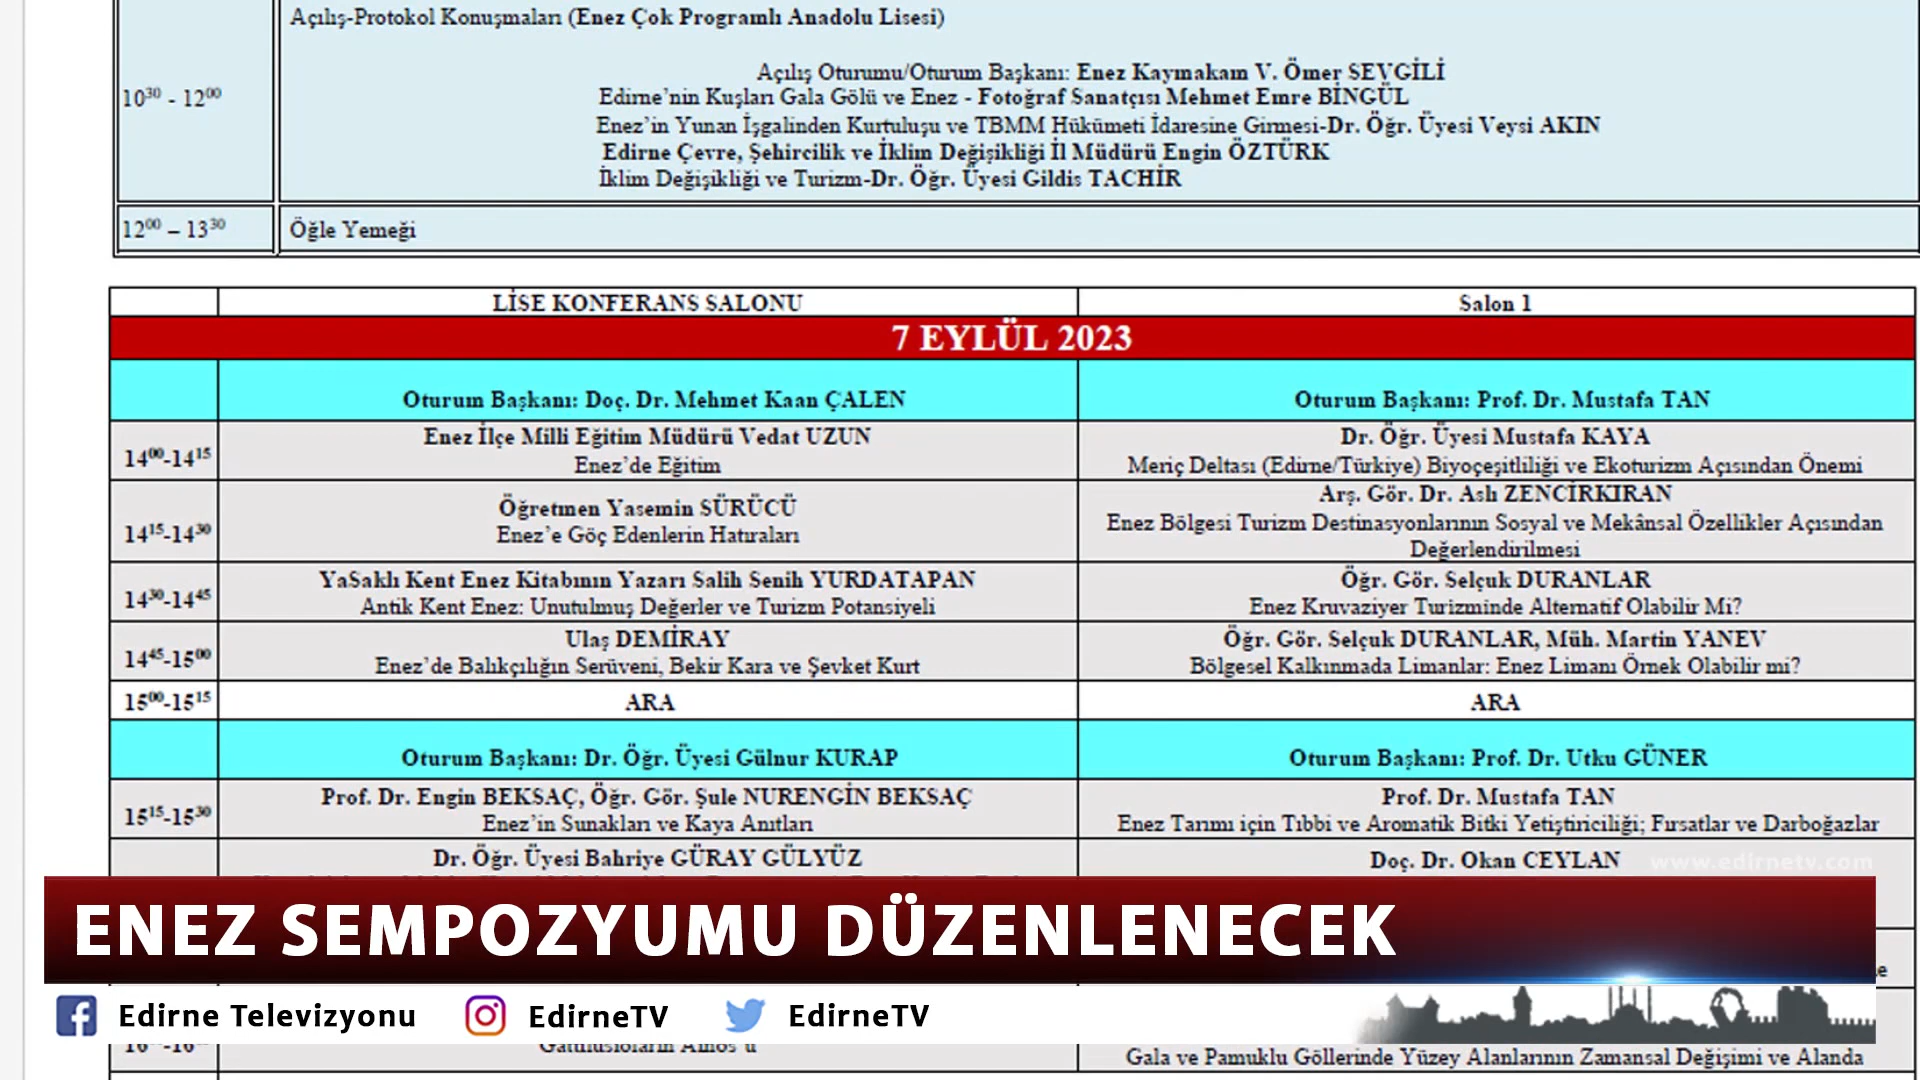 Açılış-Protokol Konuşmaları (Enez Çok Programlı Anadolu Lisesi)
10³⁰ - 12⁰⁰
Açılış Oturumu/Oturum Başkanı: Enez Kaymakam V. Ömer SEVGİLİ
Edirne'nin Kuşları Gala Gölü ve Enez - Fotoğraf Sanatçısı Mehmet Emre BİNGÜL
Enez'in Yunan İşgalinden Kurtuluşu ve TBMM Hükümeti İdaresine Girmesi-Dr. Öğr. Üyesi Veysi AKIN
Edirne Çevre, Şehircilik ve İklim Değişikliği İl Müdürü Engin ÖZTÜRK
İklim Değişikliği ve Turizm-Dr. Öğr. Üyesi Gildis TACHİR
12⁰⁰ – 13³⁰ Öğle Yemeği
LİSE KONFERANS SALONU Salon 1
7 EYLÜL 2023
Oturum Başkanı: Doç. Dr. Mehmet Kaan ÇALEN Oturum Başkanı: Prof. Dr. Mustafa TAN
14⁰⁰-14¹⁵
Enez İlçe Milli Eğitim Müdürü Vedat UZUN
Enez'de Eğitim
Dr. Öğr. Üyesi Mustafa KAYA
Meriç Deltası (Edirne/Türkiye) Biyoçeşitliliği ve Ekoturizm Açısından Önemi
14¹⁵-14³⁰
Öğretmen Yasemin SÜRÜCÜ
Enez'e Göç Edenlerin Hatıraları
Arş. Gör. Dr. Aslı ZENCİRKIRAN
Enez Bölgesi Turizm Destinasyonlarının Sosyal ve Mekânsal Özellikler Açısından
Değerlendirilmesi
14³⁰-14⁴⁵
YaSaklı Kent Enez Kitabının Yazarı Salih Senih YURDATAPAN
Antik Kent Enez: Unutulmuş Değerler ve Turizm Potansiyeli
Öğr. Gör. Selçuk DURANLAR
Enez Kruvaziyer Turizminde Alternatif Olabilir Mi?
14⁴⁵-15⁰⁰
Ulaş DEMİRAY
Enez'de Balıkçılığın Serüveni, Bekir Kara ve Şevket Kurt
Öğr. Gör. Selçuk DURANLAR, Müh. Martin YANEV
Bölgesel Kalkınmada Limanlar: Enez Limanı Örnek Olabilir mi?
15⁰⁰-15¹⁵ ARA ARA
Oturum Başkanı: Dr. Öğr. Üyesi Gülnur KURAP Oturum Başkanı: Prof. Dr. Utku GÜNER
15¹⁵-15³⁰
Prof. Dr. Engin BEKSAÇ, Öğr. Gör. Şule NURENGİN BEKSAÇ
Enez'in Sunakları ve Kaya Anıtları
Prof. Dr. Mustafa TAN
Enez Tarımı için Tıbbi ve Aromatik Bitki Yetiştiriciliği; Fırsatlar ve Darboğazlar
Dr. Öğr. Üyesi Bahriye GÜRAY GÜLYÜZ
Doç. Dr. Okan CEYLAN
www.edirnetv.com
ENEZ SEMPOZYUMU DÜZENLENECEK
Edirne Televizyonu EdirneTV EdirneTV
Gala ve Pamuklu Göllerinde Yüzey Alanlarının Zamansal Değişimi ve Alanda